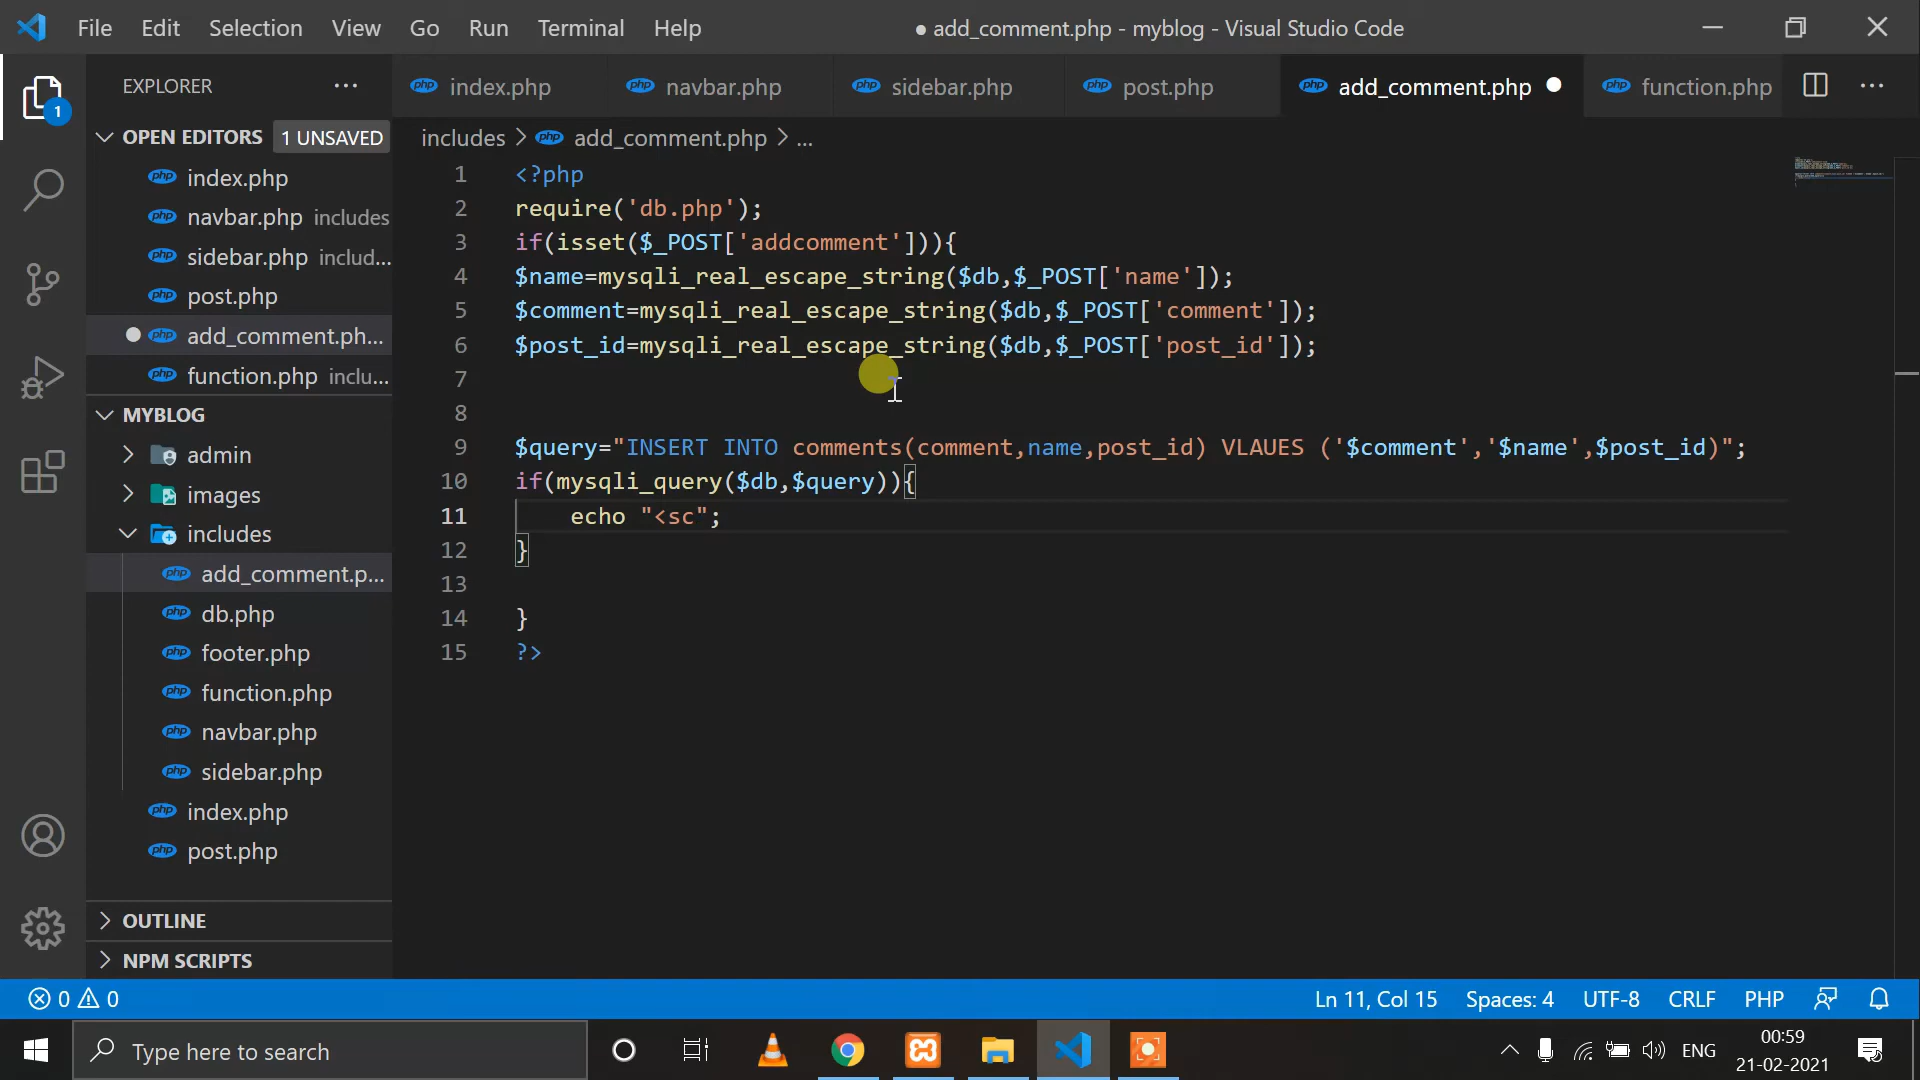 File Edit Selection View Go Run Terminal Help
● add_comment.php - myblog - Visual Studio Code
EXPLORER
index.php
navbar.php
sidebar.php
post.php
add_comment.php
function.php
OPEN EDITORS 1 UNSAVED
index.php
navbar.php includes
sidebar.php includ...
post.php
add_comment.ph...
function.php inclu...
MYBLOG
admin
images
includes
add_comment.p...
db.php
footer.php
function.php
navbar.php
sidebar.php
index.php
post.php
OUTLINE
NPM SCRIPTS
includes > add_comment.php > ...
1 <?php
2 require('db.php');
3 if(isset($_POST['addcomment'])){
4 $name=mysqli_real_escape_string($db,$_POST['name']);
5 $comment=mysqli_real_escape_string($db,$_POST['comment']);
6 $post_id=mysqli_real_escape_string($db,$_POST['post_id']);
7
8
9 $query="INSERT INTO comments(comment,name,post_id) VLAUES ('$comment','$name',$post_id)";
10 if(mysqli_query($db,$query)){
11 echo "<sc";
12 }
13
14 }
15 ?>
0 0
Ln 11, Col 15 Spaces: 4 UTF-8 CRLF PHP
Type here to search
ENG
00:59
21-02-2021